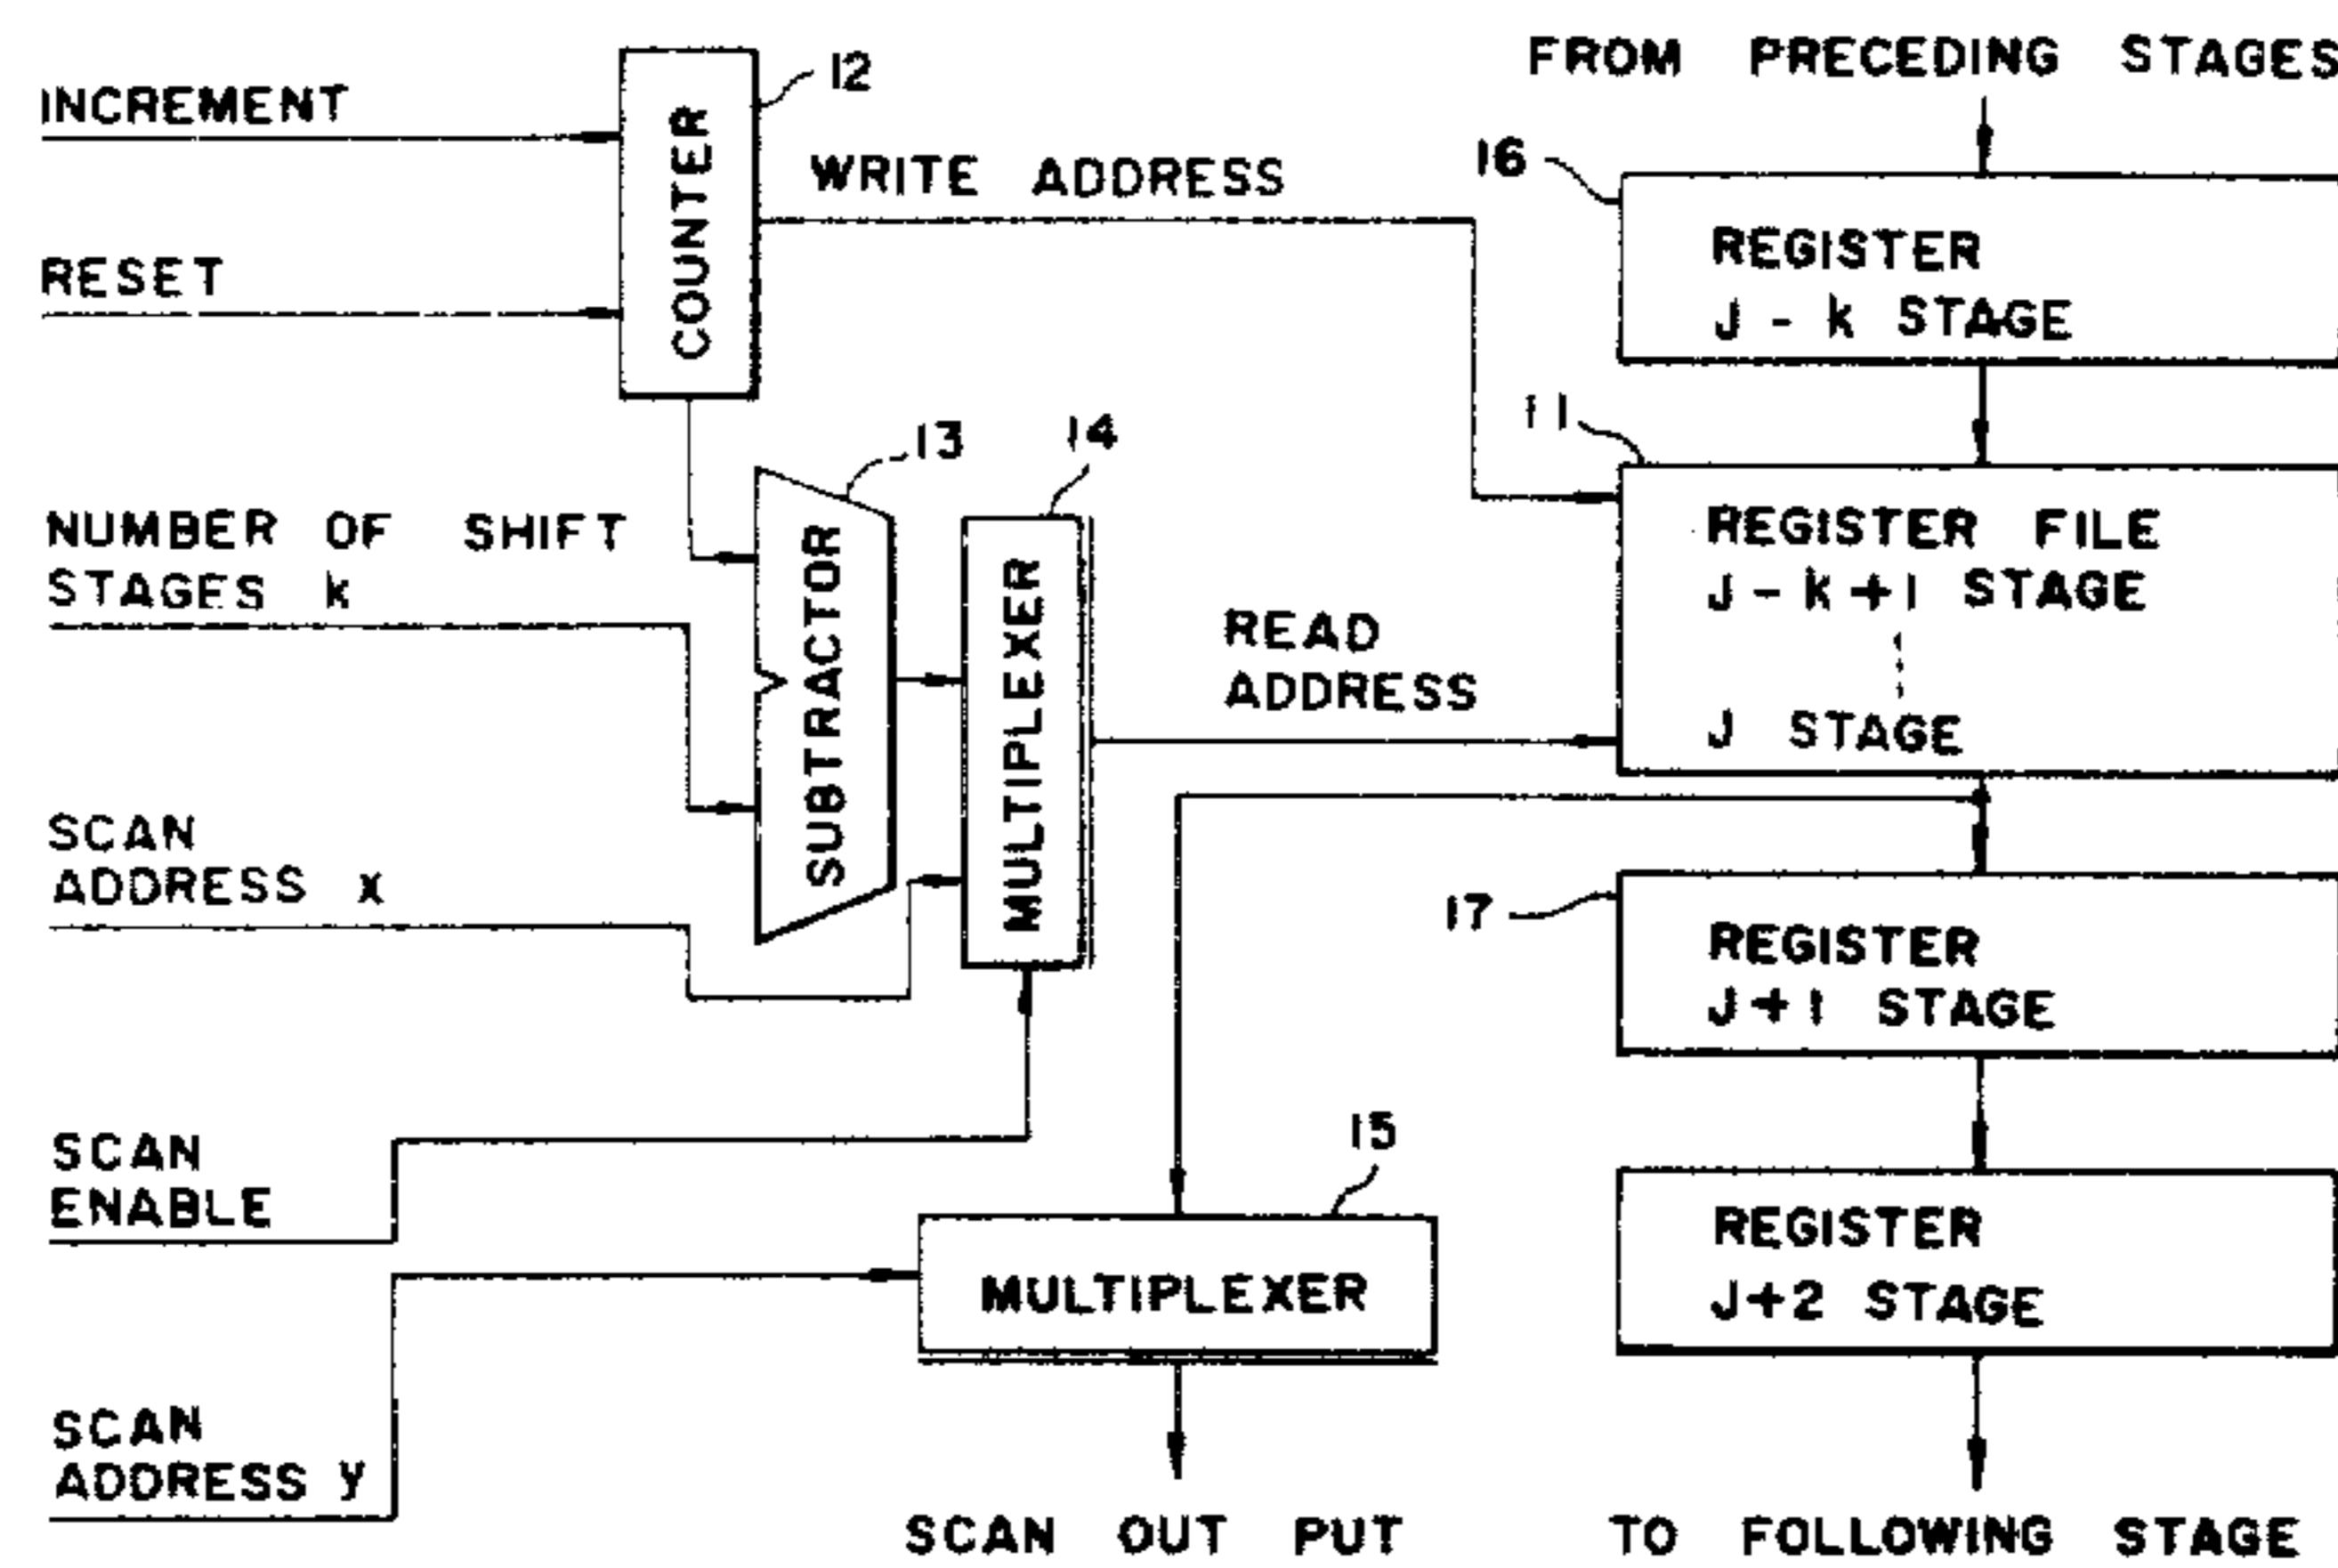 INCREMENT
RESET
COUNTER
12
WRITE ADDRESS
FROM PRECEDING STAGES
16
REGISTER
J - k STAGE
NUMBER OF SHIFT
STAGES k
13
SUBTRACTOR
14
MULTIPLEXER
READ
ADDRESS
11
REGISTER FILE
J - k + 1 STAGE
J STAGE
SCAN
ADDRESS x
17
REGISTER
J + 1 STAGE
SCAN
ENABLE
15
MULTIPLEXER
REGISTER
J+2 STAGE
SCAN
ADDRESS y
SCAN OUT PUT
TO FOLLOWING STAGE